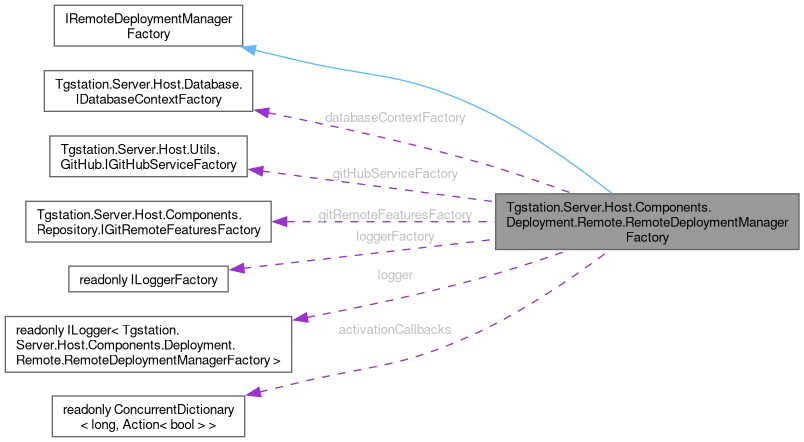 IRemoteDeploymentManager
Factory
Tgstation.Server.Host.Database.
IDatabaseContextFactory
databaseContextFactory
Tgstation.Server.Host.Utils.
GitHub.IGitHubServiceFactory
gitHubServiceFactory
Tgstation.Server.Host.Components.
Repository.IGitRemoteFeaturesFactory
gitRemoteFeaturesFactory
Tgstation.Server.Host.Components.
Deployment.Remote.RemoteDeploymentManager
Factory
loggerFactory
readonly ILoggerFactory
logger
readonly ILogger< Tgstation.
Server.Host.Components.Deployment.
Remote.RemoteDeploymentManagerFactory >
activationCallbacks
readonly ConcurrentDictionary
< long, Action< bool > >